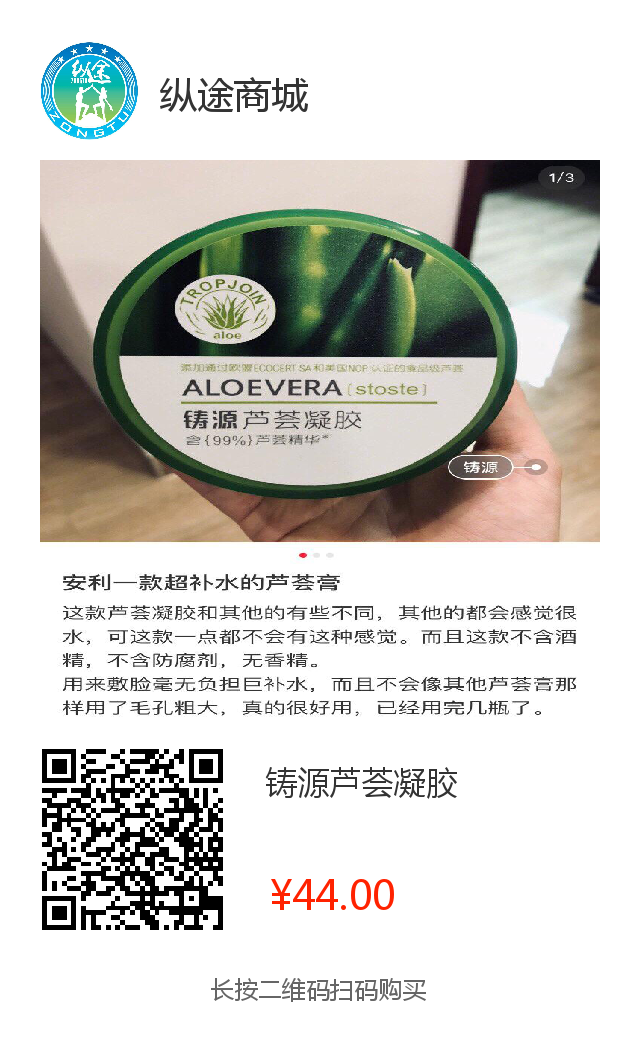 纵途
ZONGTU
ZONGTU
纵途商城
1/3
TROPJOIN
aloe
添加通过欧盟ECOCERT SA和美国NOP认证的食品级芦荟
ALOEVERA{stoste}
铸源芦荟凝胶
含{99%}芦荟精华*
铸源
安利一款超补水的芦荟膏
这款芦荟凝胶和其他的有些不同，其他的都会感觉很
水，可这款一点都不会有这种感觉。而且这款不含酒
精，不含防腐剂，无香精。
用来敷脸毫无负担巨补水，而且不会像其他芦荟膏那
样用了毛孔粗大，真的很好用，已经用完几瓶了。
铸源芦荟凝胶
¥44.00
长按二维码扫码购买